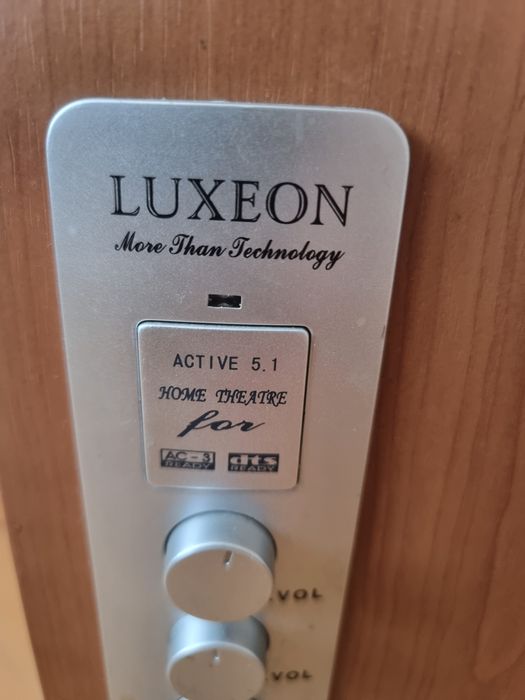 LUXEON
More Than Technology
ACTIVE 5.1
HOME THEATRE
for
AC-3 dts
READY READY
VOL
VOL